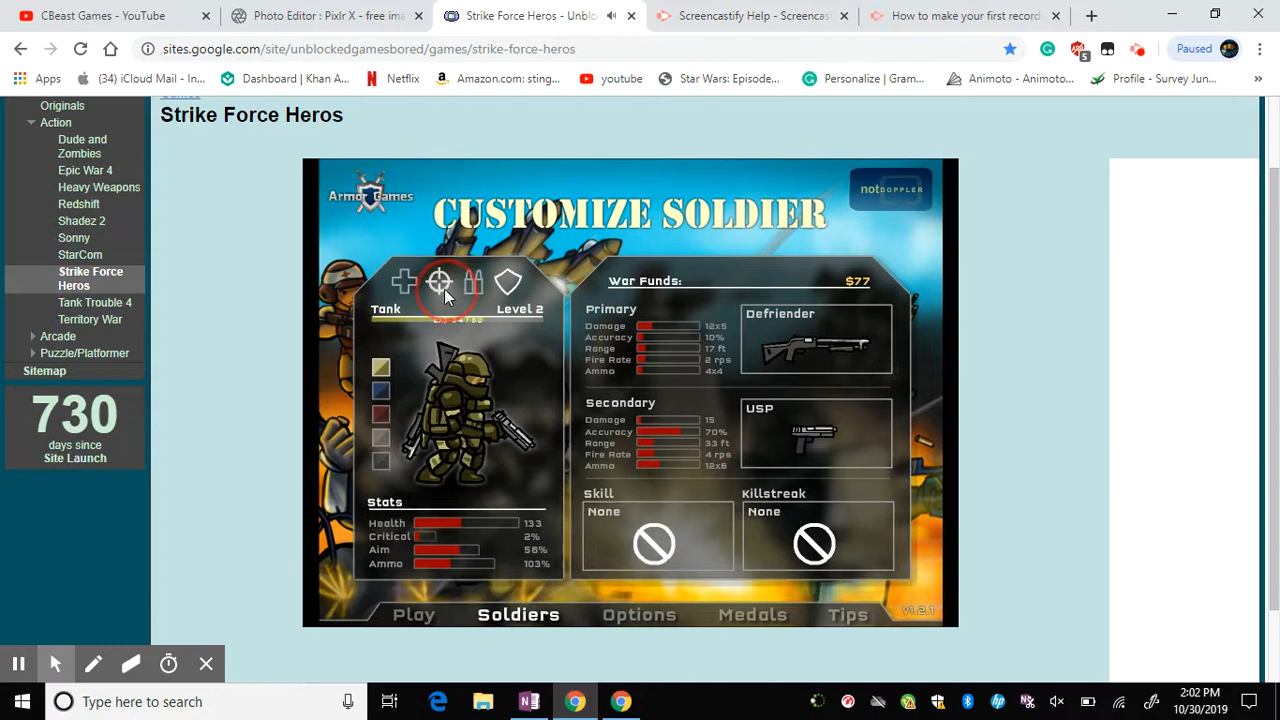 CBeast Games - YouTube
Photo Editor : Pixlr X - free ima
Strike Force Heros - Unblo
Screencastify Help - Screencast
How to make your first record
sites.google.com/site/unblockedgamesbored/games/strike-force-heros
5
Paused
Apps
(34) iCloud Mail - In...
Dashboard | Khan A...
Netflix
Amazon.com: sting...
youtube
Star Wars: Episode...
Personalize | Gram...
Animoto - Animoto...
Profile - Survey Jun...
Games
Originals
Action
Dude and
Zombies
Epic War 4
Heavy Weapons
Redshift
Shadez 2
Sonny
StarCom
Strike Force
Heros
Tank Trouble 4
Territory War
Arcade
Puzzle/Platformer
Sitemap
730
days since
Site Launch
Strike Force Heros
Armor Games
notDOPPLER
CUSTOMIZE SOLDIER
Tank
Level 2
Stats
Health 133
Critical 2%
Aim 56%
Ammo 103%
War Funds: $77
Primary
Damage 12x5
Accuracy 10%
Range 17 ft
Fire Rate 2 rps
Ammo 4x4
Defriender
Secondary
Damage 15
Accuracy 70%
Range 33 ft
Fire Rate 4 rps
Ammo 12x6
USP
Skill
None
Killstreak
None
Play
Soldiers
Options
Medals
Tips
v1.2.1
Type here to search
2:02 PM
10/30/2019